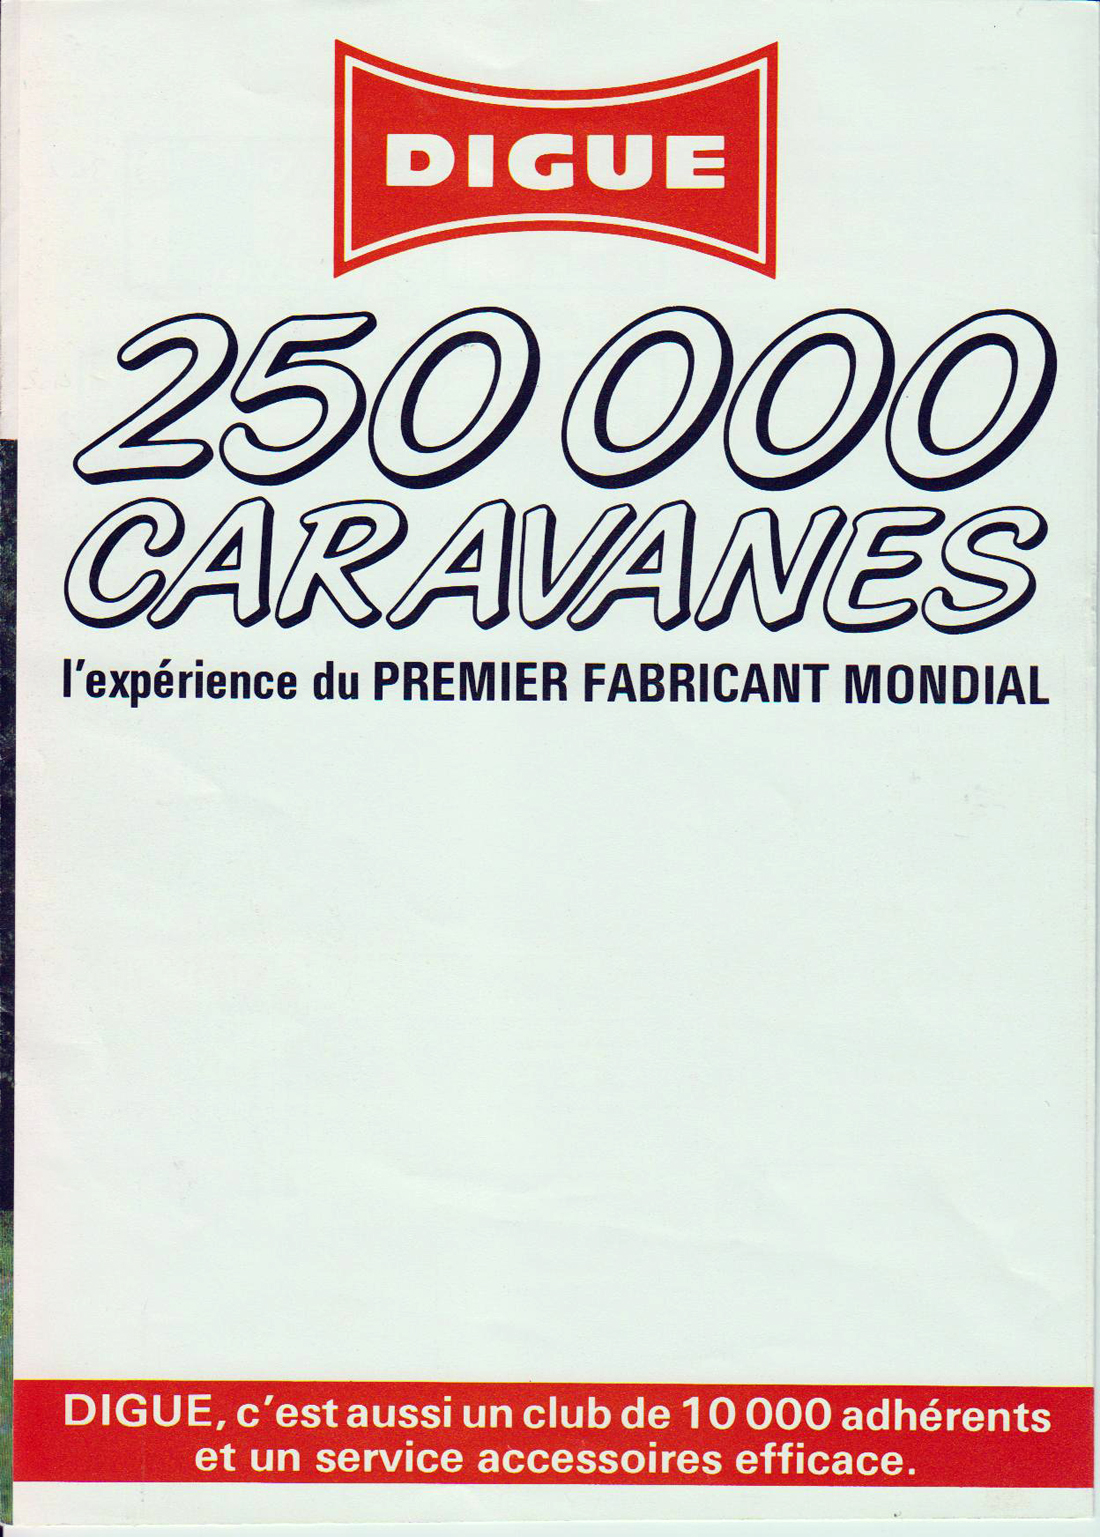 DIGUE
250 000
CARAVANES
l'expérience du PREMIER FABRICANT MONDIAL
DIGUE, c'est aussi un club de 10 000 adhérents
et un service accessoires efficace.